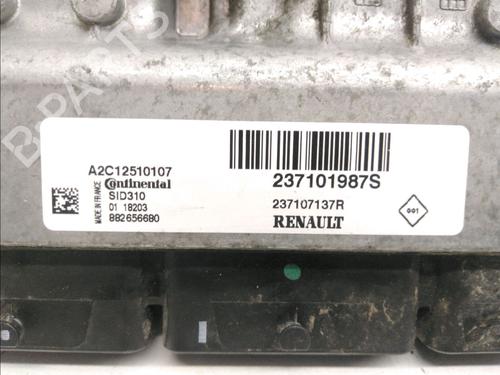 A2C12510107
Continental
SID310
01 18203
882656680
MADE IN FRANCE
237101987S
237107137R
RENAULT
001
B-PARTS